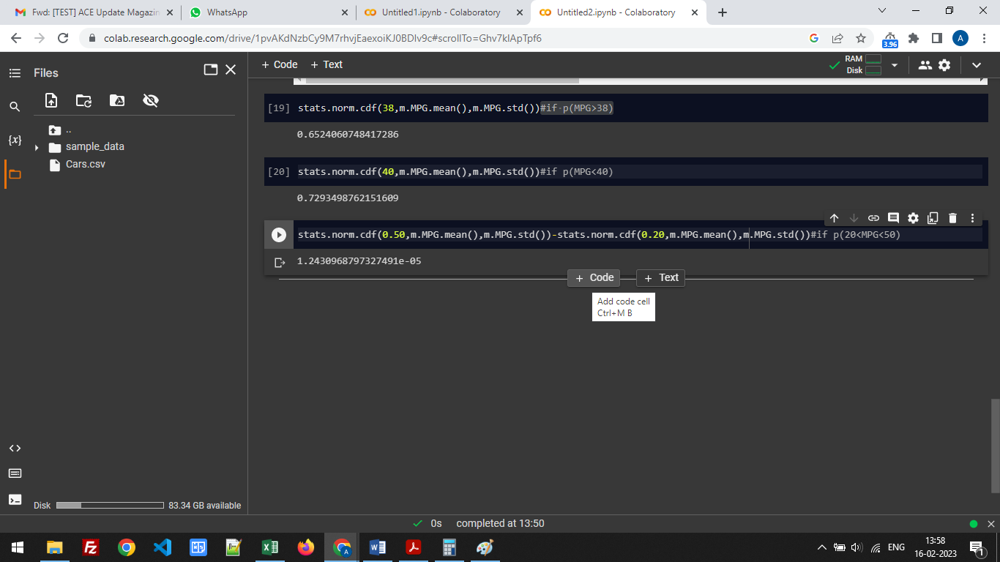 Fwd: [TEST] ACE Update Magazin
WhatsApp
Untitled1.ipynb - Colaboratory
Untitled2.ipynb - Colaboratory
colab.research.google.com/drive/1pvAKdNzbCy9M7rhvjEaexoiKJ0BDIv9c#scrollTo=Ghv7klApTpf6
3.96
A
Files
+ Code + Text
RAM
Disk
{x}
..
sample_data
Cars.csv
[19] stats.norm.cdf(38,m.MPG.mean(),m.MPG.std())#if p(MPG>38)
0.6524060748417286
[20] stats.norm.cdf(40,m.MPG.mean(),m.MPG.std())#if p(MPG<40)
0.7293498762151609
stats.norm.cdf(0.50,m.MPG.mean(),m.MPG.std())-stats.norm.cdf(0.20,m.MPG.mean(),m.MPG.std())#if p(20<MPG<50)
1.2430968797327491e-05
+ Code + Text
Add code cell
Ctrl+M B
Disk 83.34 GB available
0s completed at 13:50
ENG
13:58
16-02-2023
1